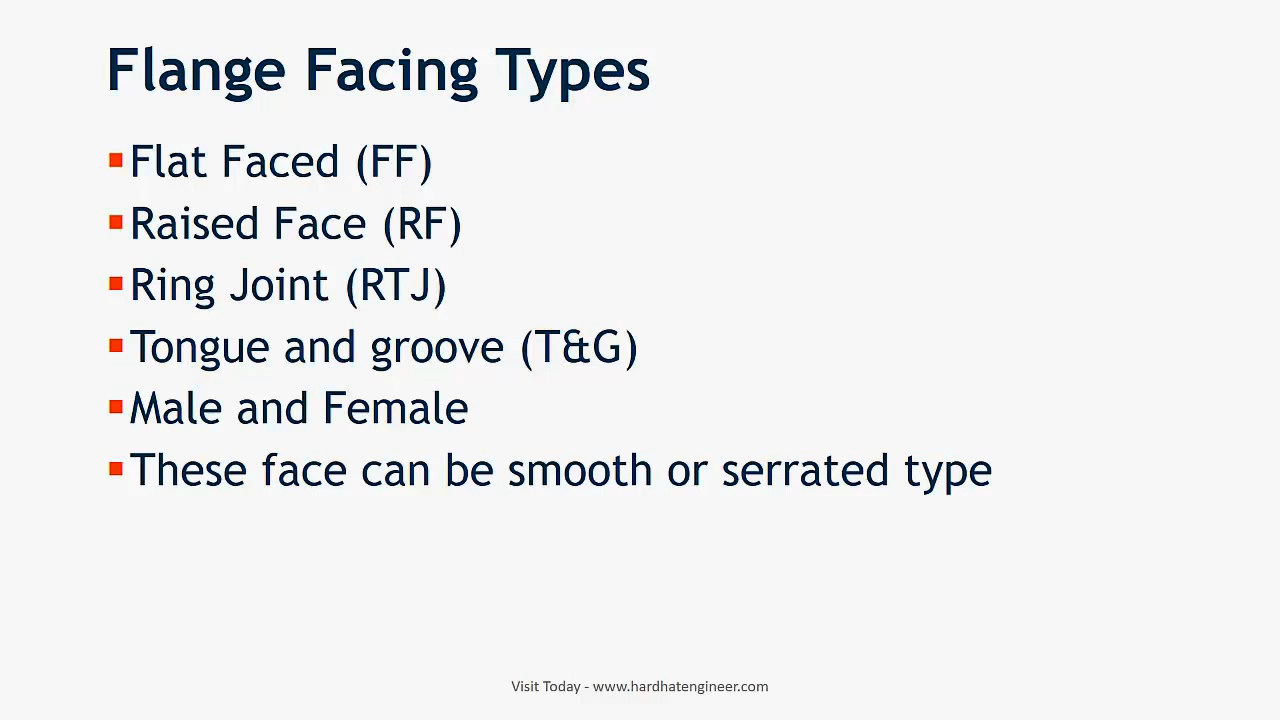 Flange Facing Types
▪Flat Faced (FF)
▪Raised Face (RF)
▪Ring Joint (RTJ)
▪Tongue and groove (T&G)
▪Male and Female
▪These face can be smooth or serrated type
Visit Today - www.hardhatengineer.com